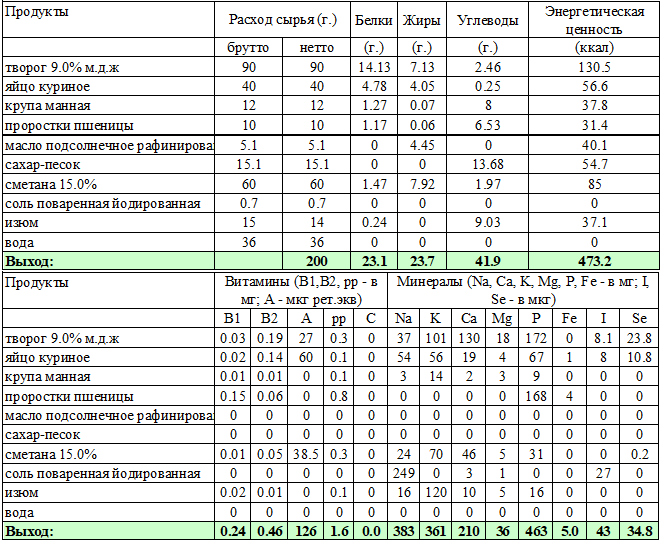 Продукты Расход сырья (г.) Белки Жиры Углеводы Энергетическая ценность
брутто нетто (г.) (г.) (г.) (ккал)
творог 9.0% м.д.ж 90 90 14.13 7.13 2.46 130.5
яйцо куриное 40 40 4.78 4.05 0.25 56.6
крупа манная 12 12 1.27 0.07 8 37.8
проростки пшеницы 10 10 1.17 0.06 6.53 31.4
масло подсолнечное рафинирова 5.1 5.1 0 4.45 0 40.1
сахар-песок 15.1 15.1 0 0 13.68 54.7
сметана 15.0% 60 60 1.47 7.92 1.97 85
соль поваренная йодированная 0.7 0.7 0 0 0 0
изюм 15 14 0.24 0 9.03 37.1
вода 36 36 0 0 0 0
Выход: 200 23.1 23.7 41.9 473.2
Продукты Витамины (B1,B2, pp - в мг; A - мкг рет.экв) Минералы (Na, Ca, K, Mg, P, Fe - в мг; I, Se - в мкг)
B1 B2 A pp C Na K Ca Mg P Fe I Se
творог 9.0% м.д.ж 0.03 0.19 27 0.3 0 37 101 130 18 172 0 8.1 23.8
яйцо куриное 0.02 0.14 60 0.1 0 54 56 19 4 67 1 8 10.8
крупа манная 0.01 0.01 0 0.1 0 3 14 2 3 9 0 0 0
проростки пшеницы 0.15 0.06 0 0.8 0 0 0 0 0 168 4 0 0
масло подсолнечное рафинирова 0 0 0 0 0 0 0 0 0 0 0 0 0
сахар-песок 0 0 0 0 0 0 0 0 0 0 0 0 0
сметана 15.0% 0.01 0.05 38.5 0.3 0 24 70 46 5 31 0 0 0.2
соль поваренная йодированная 0 0 0 0 0 249 0 3 1 0 0 27 0
изюм 0.02 0.01 0 0.1 0 16 120 10 5 16 0 0 0
вода 0 0 0 0 0 0 0 0 0 0 0 0 0
Выход: 0.24 0.46 126 1.6 0.0 383 361 210 36 463 5.0 43 34.8